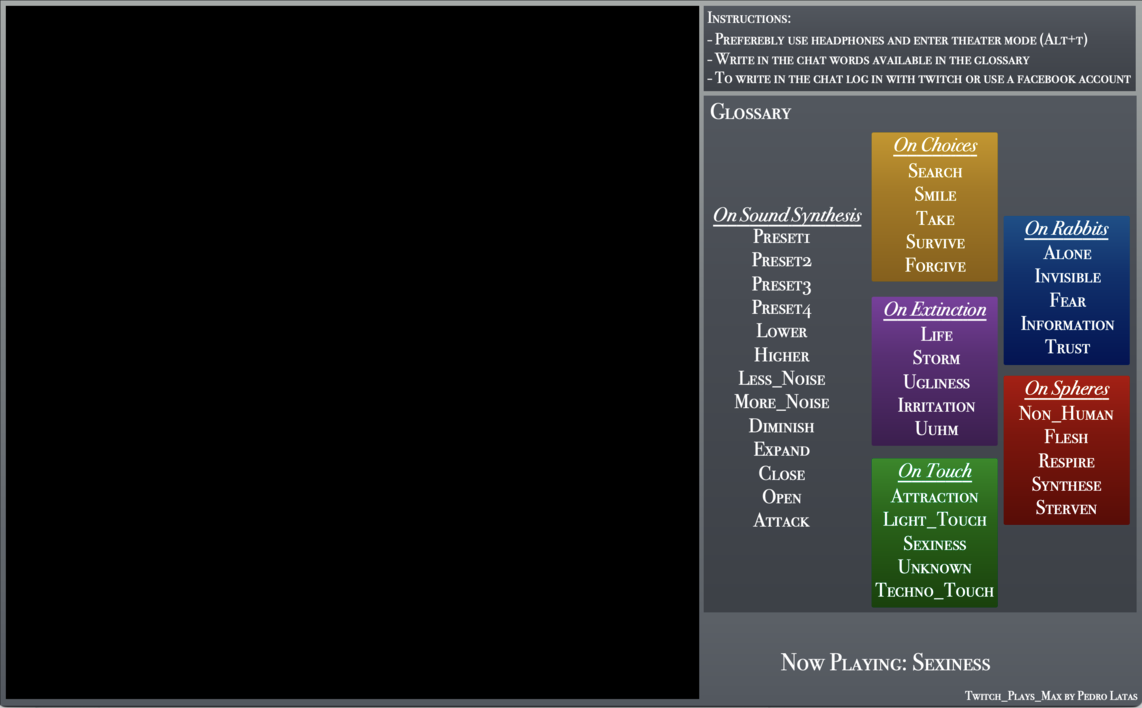 Instructions:
- Preferebly use headphones and enter theater mode (Alt+t)
- Write in the chat words available in the glossary
- To write in the chat log in with twitch or use a facebook account
Glossary
On Sound Synthesis
Preset1
Preset2
Preset3
Preset4
Lower
Higher
Less_Noise
More_Noise
Diminish
Expand
Close
Open
Attack
On Choices
Search
Smile
Take
Survive
Forgive
On Extinction
Life
Storm
Ugliness
Irritation
Uuhm
On Touch
Attraction
Light_Touch
Sexiness
Unknown
Techno_Touch
On Rabbits
Alone
Invisible
Fear
Information
Trust
On Spheres
Non_Human
Flesh
Respire
Synthese
Sterven
Now Playing: Sexiness
Twitch_Plays_Max by Pedro Latas